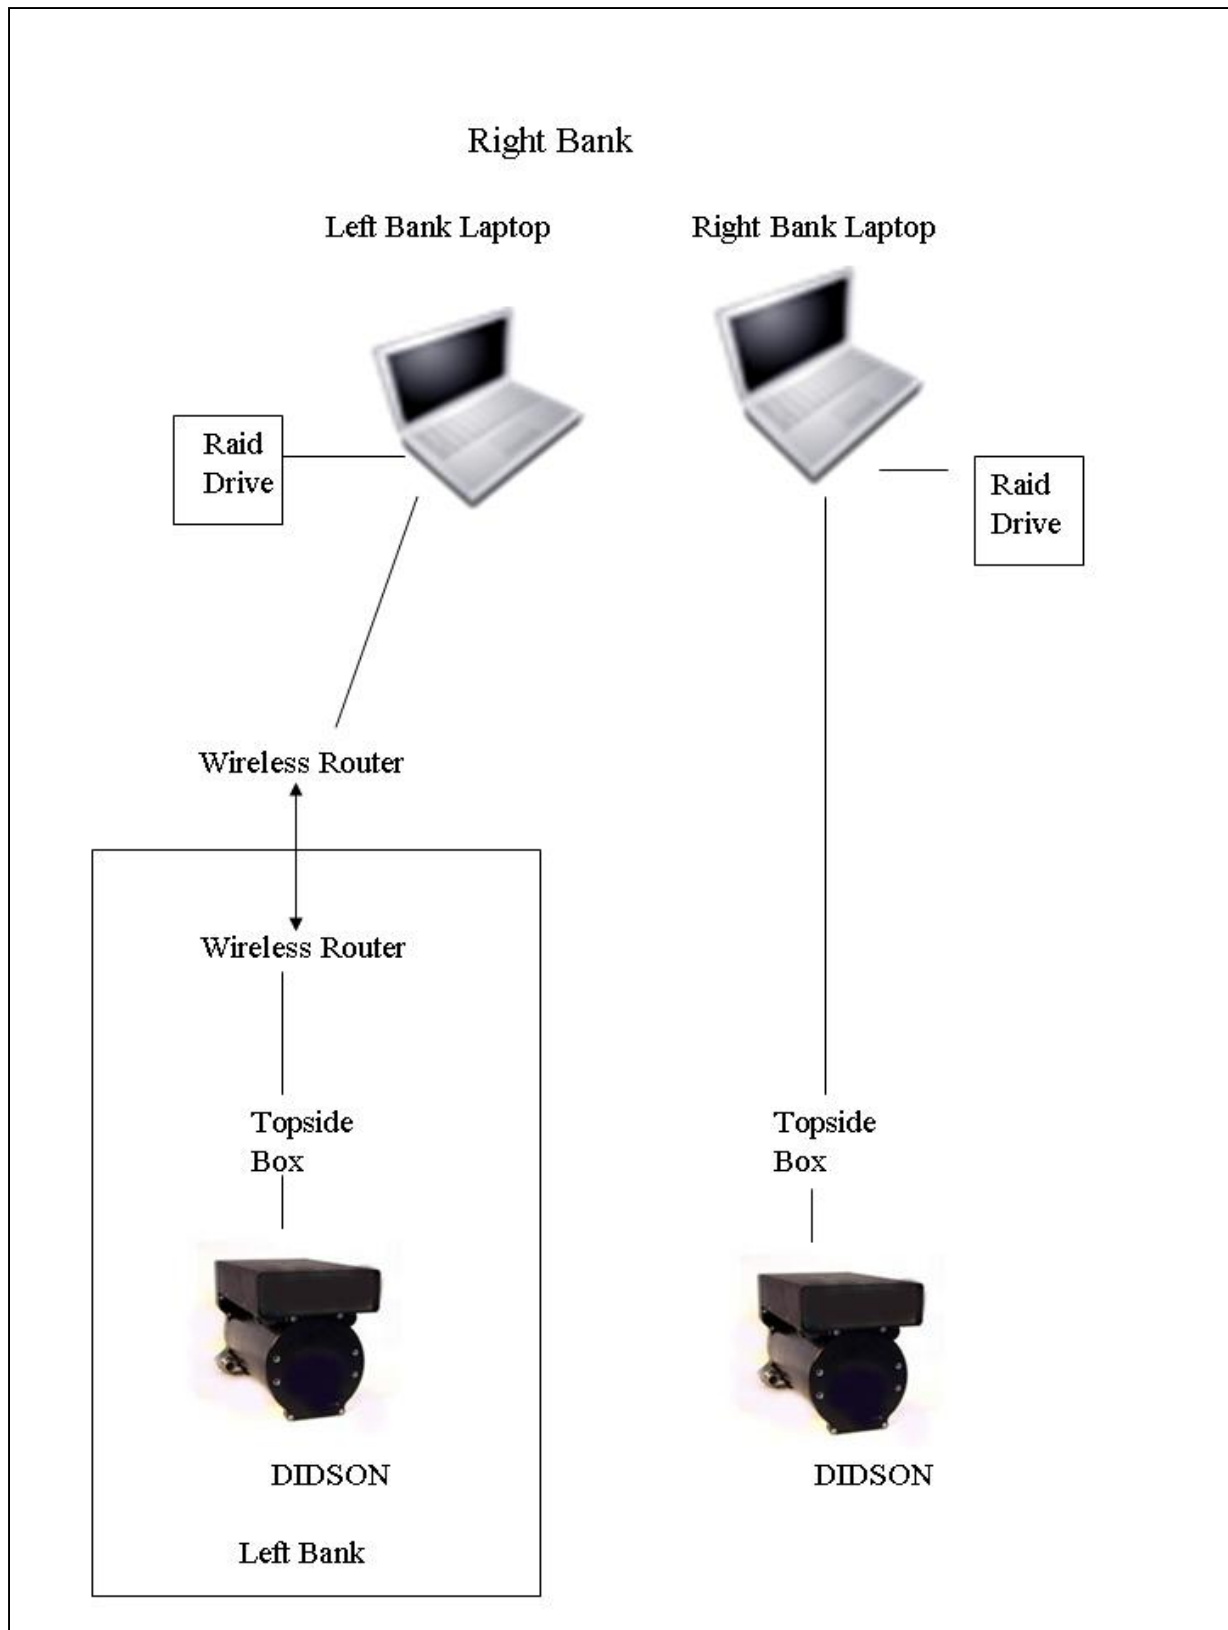 Right Bank
Left Bank Laptop
Right Bank Laptop
Raid
Drive
Raid
Drive
Wireless Router
Wireless Router
Topside
Box
Topside
Box
DIDSON
DIDSON
Left Bank